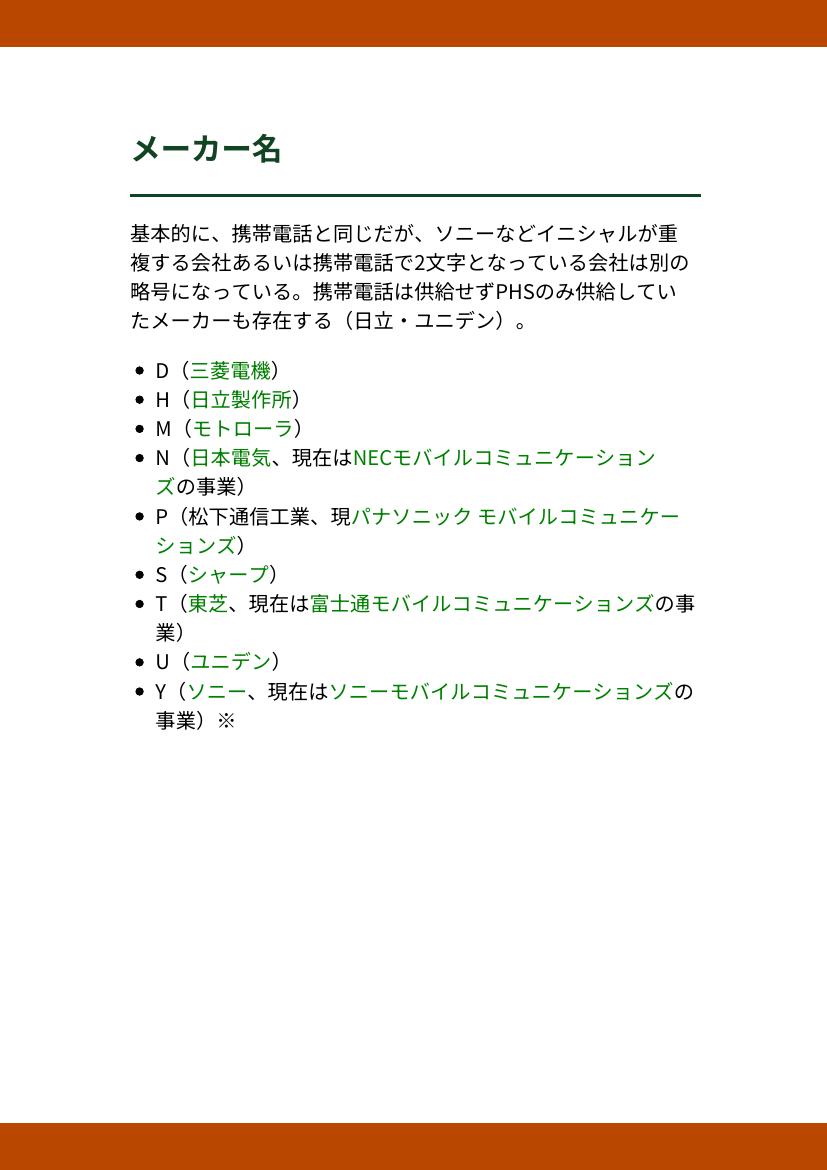 メーカー名
基本的に、携帯電話と同じだが、ソニーなどイニシャルが重
複する会社あるいは携帯電話で2文字となっている会社は別の
略号になっている。携帯電話は供給せずPHSのみ供給してい
たメーカーも存在する（日立・ユニデン）。
• D（三菱電機）
• H（日立製作所）
• M（モトローラ）
• N（日本電気、現在はNECモバイルコミュニケーション
ズの事業）
• P（松下通信工業、現パナソニック モバイルコミュニケー
ションズ）
• S（シャープ）
• T（東芝、現在は富士通モバイルコミュニケーションズの事
業）
• U（ユニデン）
• Y（ソニー、現在はソニーモバイルコミュニケーションズの
事業）※